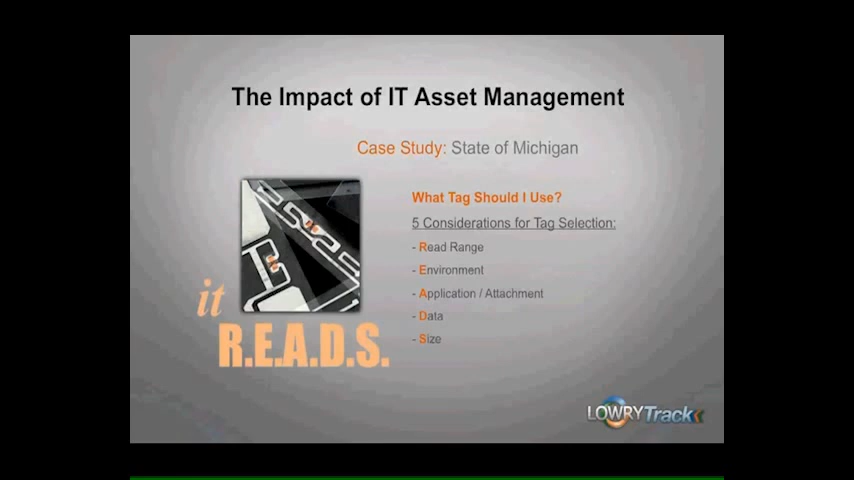 The Impact of IT Asset Management
Case Study: State of Michigan
What Tag Should I Use?
5 Considerations for Tag Selection:
- Read Range
- Environment
- Application / Attachment
- Data
- Size
it
R.E.A.D.S.
LOWRYTrack